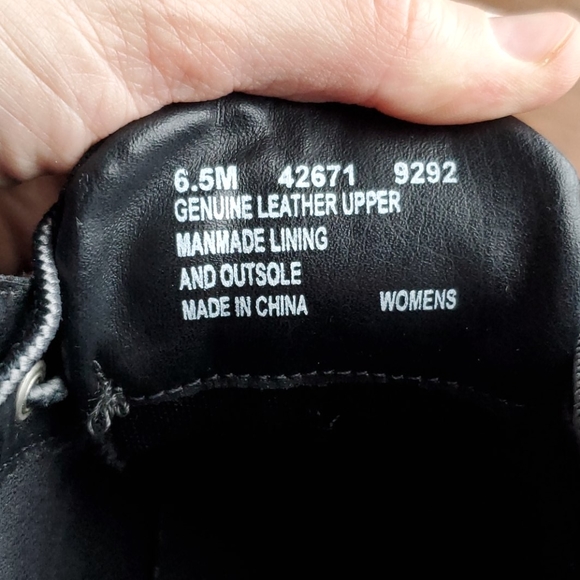 6.5M 42671 9292
GENUINE LEATHER UPPER
MANMADE LINING
AND OUTSOLE
MADE IN CHINA WOMENS